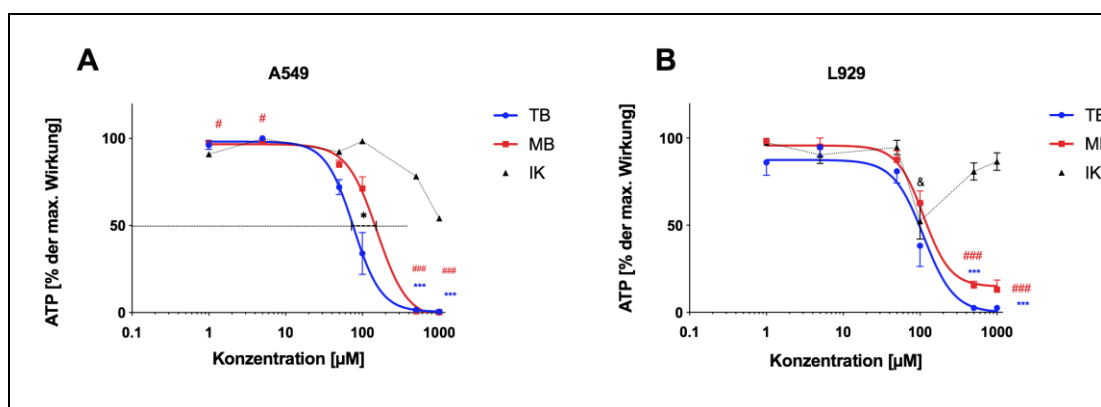 A
A549
TB
MB
IK
ATP [% der max. Wirkung]
100
50
0
# #
*
### ###
*** ***
0.1 1 10 100 1000
Konzentration [µM]
B
L929
TB
MB
IK
ATP [% der max. Wirkung]
100
50
0
&
###
***
###
***
0.1 1 10 100 1000
Konzentration [µM]